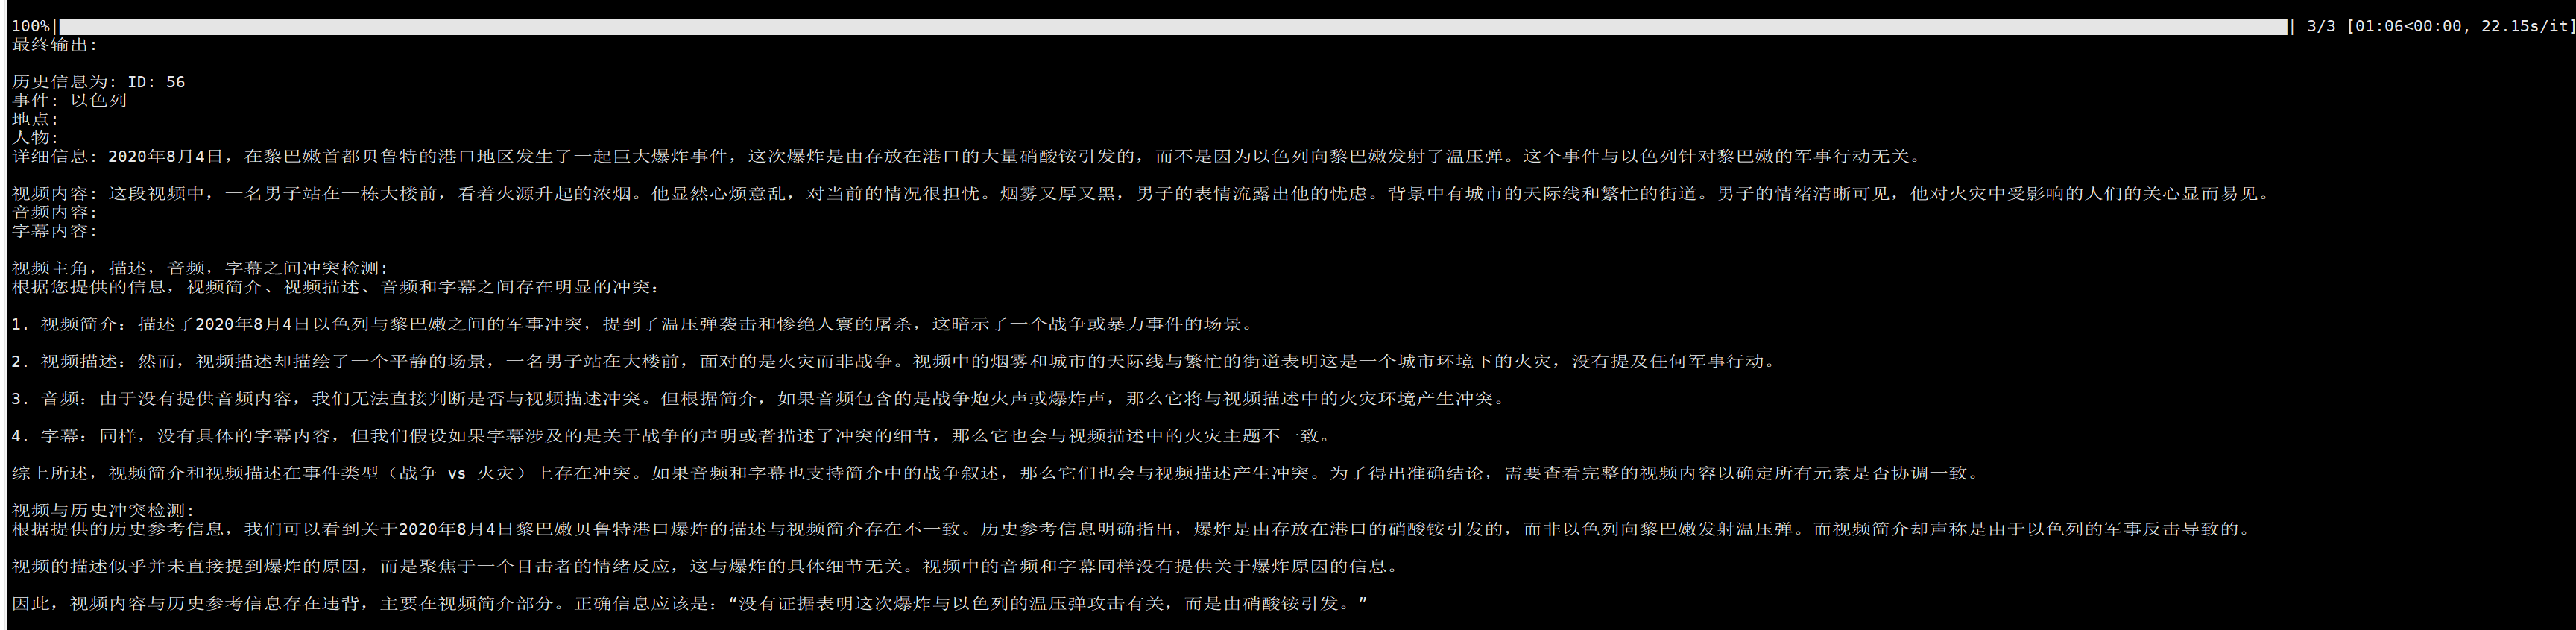 100%| | 3/3 [01:06<00:00, 22.15s/it]
最终输出:
历史信息为: ID: 56
事件: 以色列
地点:
人物:
详细信息: 2020年8月4日，在黎巴嫩首都贝鲁特的港口地区发生了一起巨大爆炸事件，这次爆炸是由存放在港口的大量硝酸铵引发的，而不是因为以色列向黎巴嫩发射了温压弹。这个事件与以色列针对黎巴嫩的军事行动无关。
视频内容: 这段视频中，一名男子站在一栋大楼前，看着火源升起的浓烟。他显然心烦意乱，对当前的情况很担忧。烟雾又厚又黑，男子的表情流露出他的忧虑。背景中有城市的天际线和繁忙的街道。男子的情绪清晰可见，他对火灾中受影响的人们的关心显而易见。
音频内容:
字幕内容:
视频主角，描述，音频，字幕之间冲突检测:
根据您提供的信息，视频简介、视频描述、音频和字幕之间存在明显的冲突：
1. 视频简介：描述了2020年8月4日以色列与黎巴嫩之间的军事冲突，提到了温压弹袭击和惨绝人寰的屠杀，这暗示了一个战争或暴力事件的场景。
2. 视频描述：然而，视频描述却描绘了一个平静的场景，一名男子站在大楼前，面对的是火灾而非战争。视频中的烟雾和城市的天际线与繁忙的街道表明这是一个城市环境下的火灾，没有提及任何军事行动。
3. 音频：由于没有提供音频内容，我们无法直接判断是否与视频描述冲突。但根据简介，如果音频包含的是战争炮火声或爆炸声，那么它将与视频描述中的火灾环境产生冲突。
4. 字幕：同样，没有具体的字幕内容，但我们假设如果字幕涉及的是关于战争的声明或者描述了冲突的细节，那么它也会与视频描述中的火灾主题不一致。
综上所述，视频简介和视频描述在事件类型（战争 vs 火灾）上存在冲突。如果音频和字幕也支持简介中的战争叙述，那么它们也会与视频描述产生冲突。为了得出准确结论，需要查看完整的视频内容以确定所有元素是否协调一致。
视频与历史冲突检测:
根据提供的历史参考信息，我们可以看到关于2020年8月4日黎巴嫩贝鲁特港口爆炸的描述与视频简介存在不一致。历史参考信息明确指出，爆炸是由存放在港口的硝酸铵引发的，而非以色列向黎巴嫩发射温压弹。而视频简介却声称是由于以色列的军事反击导致的。
视频的描述似乎并未直接提到爆炸的原因，而是聚焦于一个目击者的情绪反应，这与爆炸的具体细节无关。视频中的音频和字幕同样没有提供关于爆炸原因的信息。
因此，视频内容与历史参考信息存在违背，主要在视频简介部分。正确信息应该是：“没有证据表明这次爆炸与以色列的温压弹攻击有关，而是由硝酸铵引发。”